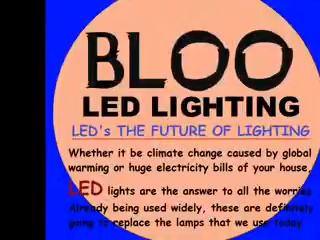 BLOO
LED LIGHTING
LED's THE FUTURE OF LIGHTING
Whether it be climate change caused by global
warming or huge electricity bills of your house,
LED lights are the answer to all the worries
Already being used widely, these are definitely
going to replace the lamps that we use today